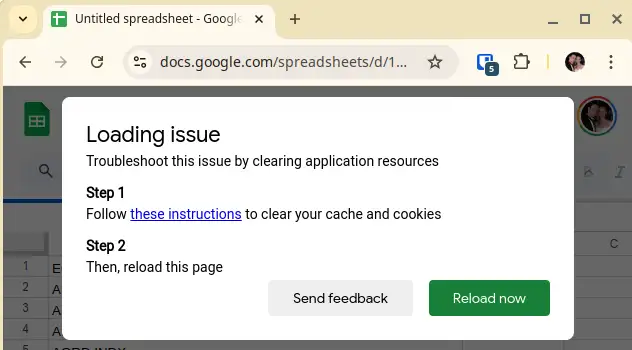 Untitled spreadsheet - Google
docs.google.com/spreadsheets/d/1...
5
Loading issue
Troubleshoot this issue by clearing application resources
Step 1
Follow these instructions to clear your cache and cookies
Step 2
Then, reload this page
Send feedback
Reload now
B I
C
1 E
2 A
3 A
4 A